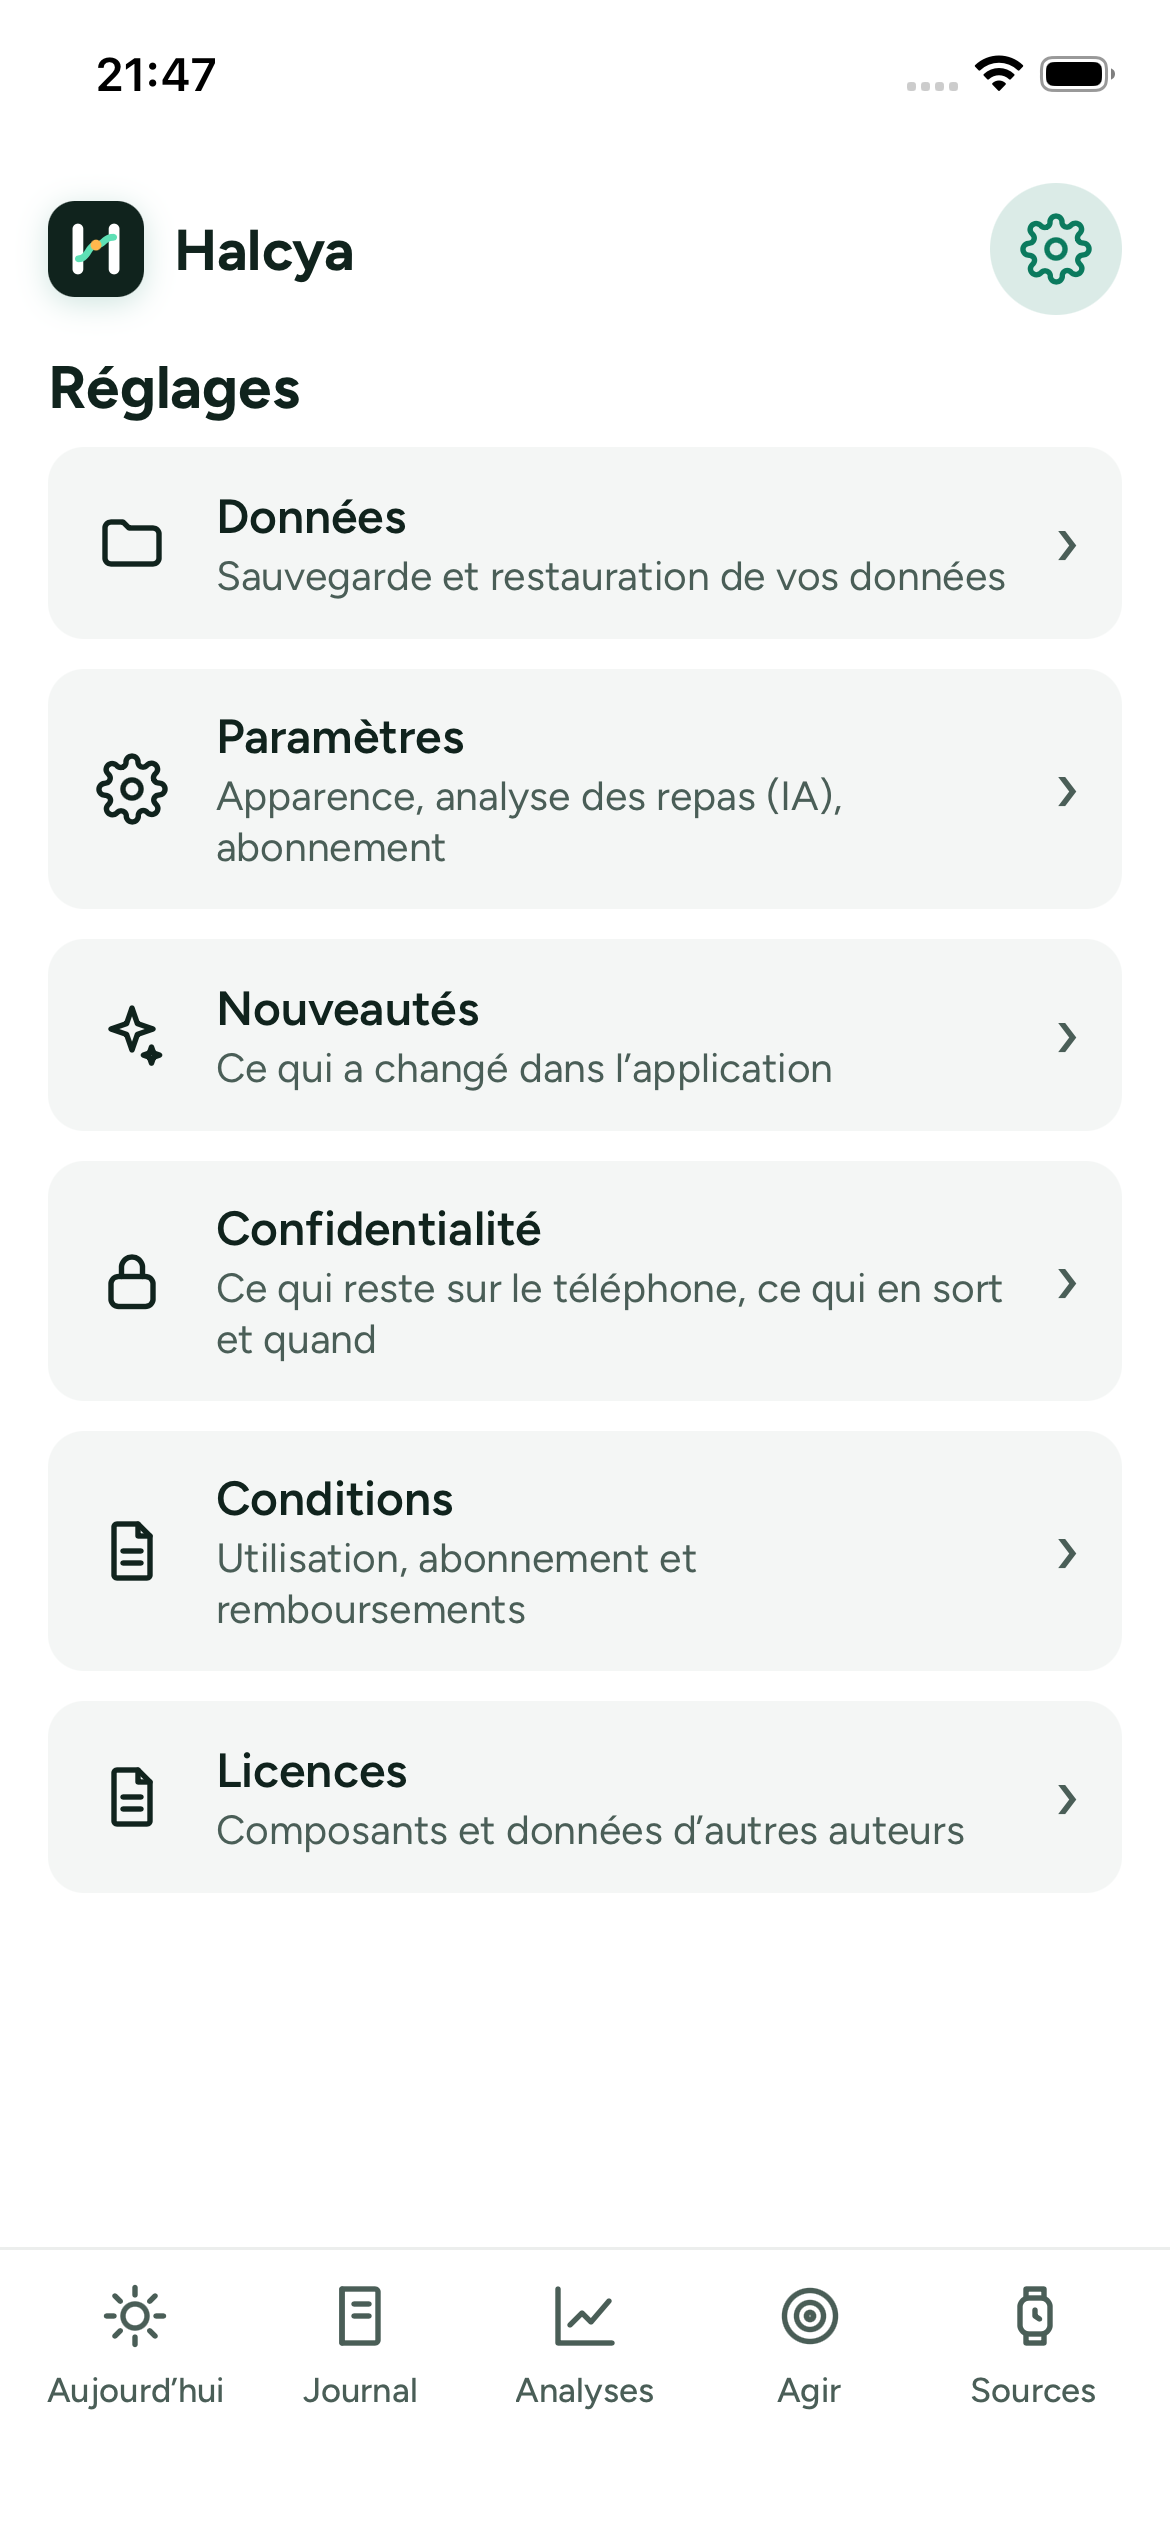 21:47
Halcya
Réglages
Données
Sauvegarde et restauration de vos données
Paramètres
Apparence, analyse des repas (IA),
abonnement
Nouveautés
Ce qui a changé dans l’application
Confidentialité
Ce qui reste sur le téléphone, ce qui en sort
et quand
Conditions
Utilisation, abonnement et
remboursements
Licences
Composants et données d’autres auteurs
Aujourd’hui
Journal
Analyses
Agir
Sources